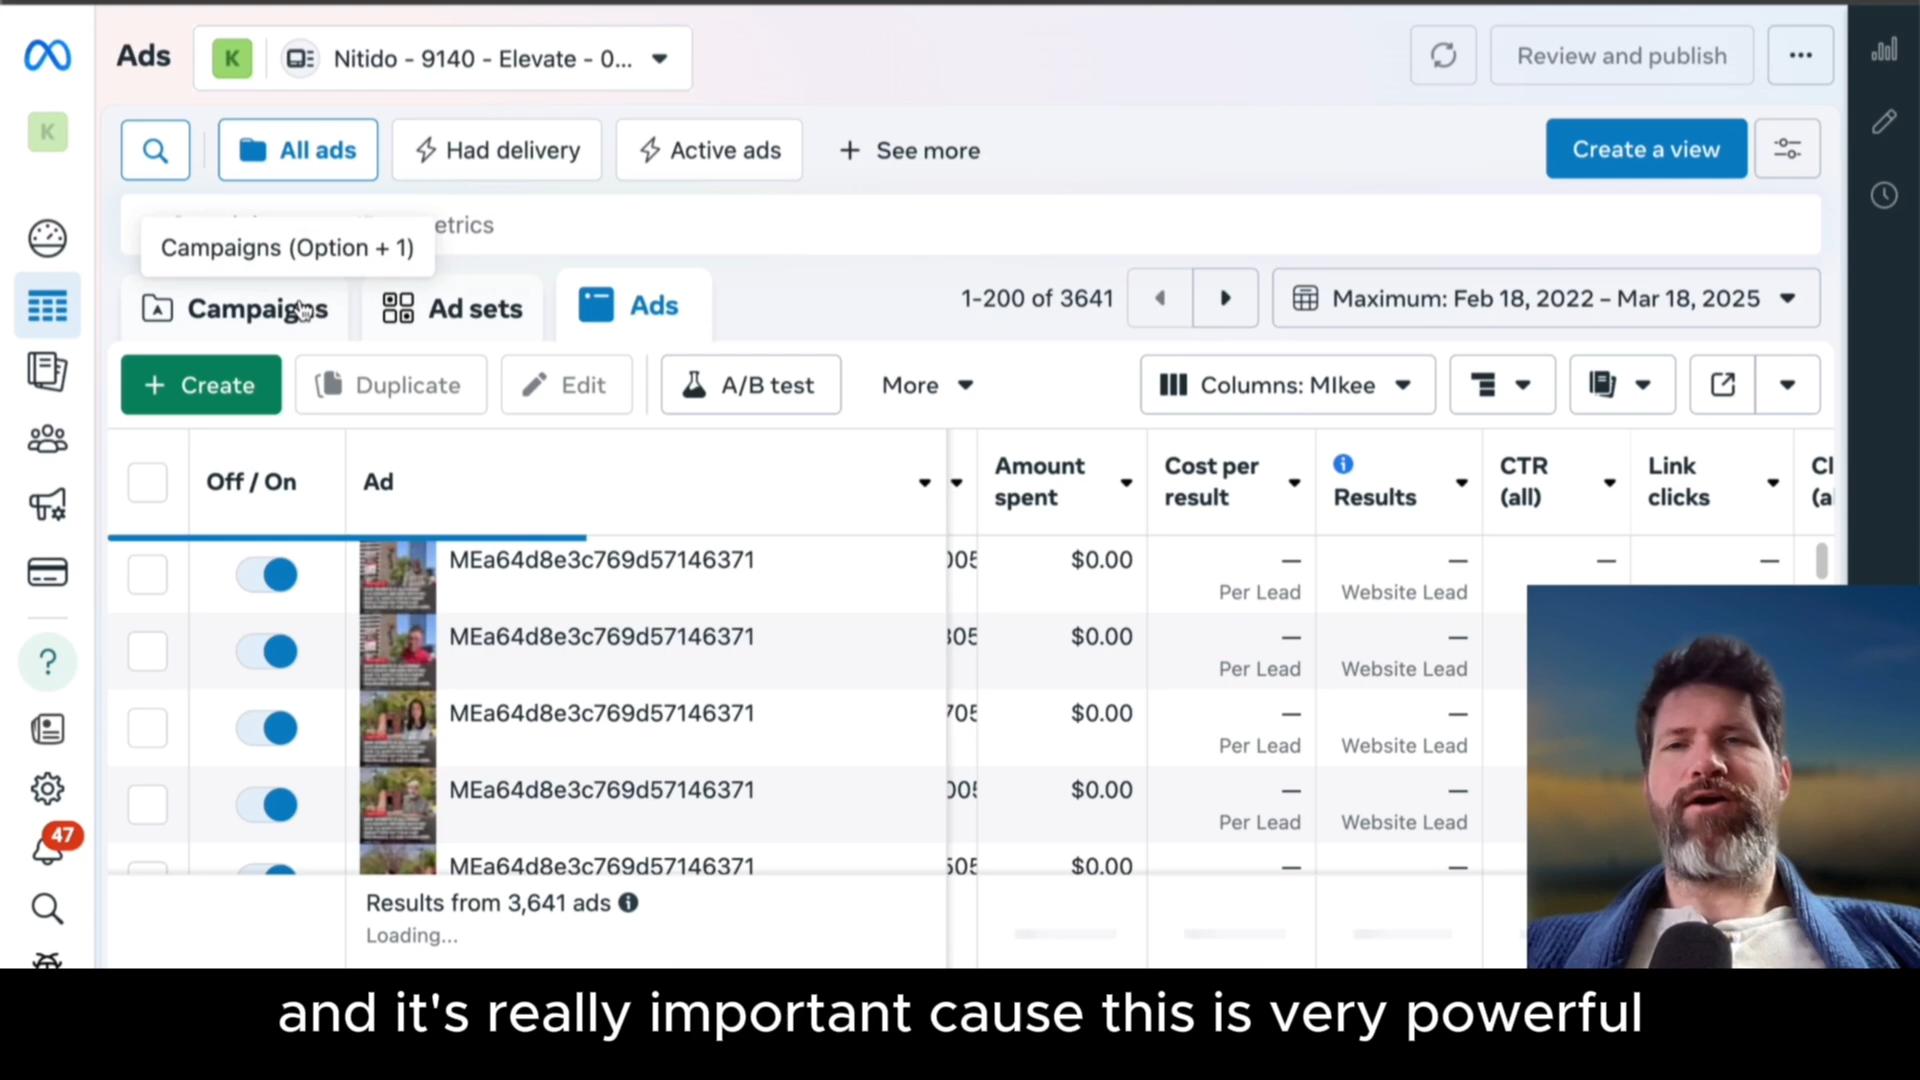 Ads
K
Nitido - 9140 - Elevate - 0...
Review and publish
K
All ads
Had delivery
Active ads
See more
Create a view
etrics
Campaigns (Option + 1)
Campaigns
Ad sets
Ads
1-200 of 3641
Maximum: Feb 18, 2022 – Mar 18, 2025
+ Create
Duplicate
Edit
A/B test
More
Columns: MIkee
Off / On
Ad
Amount spent
Cost per result
Results
CTR (all)
Link clicks
Cl (a
MEa64d8e3c769d57146371
005
$0.00
—
—
—
—
Per Lead
Website Lead
MEa64d8e3c769d57146371
305
$0.00
—
—
Per Lead
Website Lead
MEa64d8e3c769d57146371
705
$0.00
—
—
Per Lead
Website Lead
MEa64d8e3c769d57146371
005
$0.00
—
—
Per Lead
Website Lead
MEa64d8e3c769d57146371
505
$0.00
—
—
?
47
Results from 3,641 ads
Loading...
and it's really important cause this is very powerful